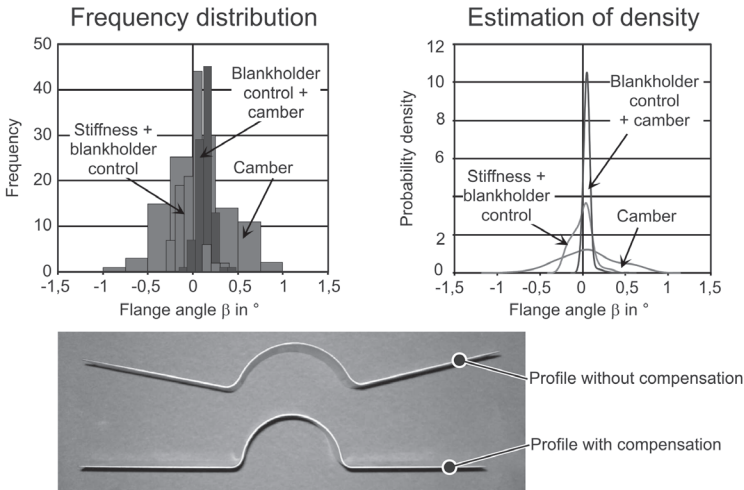 Frequency distribution
Estimation of density
50
40
30
20
10
0
Frequency
-1,5
-1
-0,5
0
0,5
1
1,5
Flange angle β in °
Stiffness +
blankholder
control
Blankholder
control +
camber
Camber
12
10
8
6
4
2
0
Probability density
-1,5
-1
-0,5
0
0,5
1
1,5
Flange angle β in °
Blankholder
control
+ camber
Stiffness +
blankholder
control
Camber
Profile without compensation
Profile with compensation